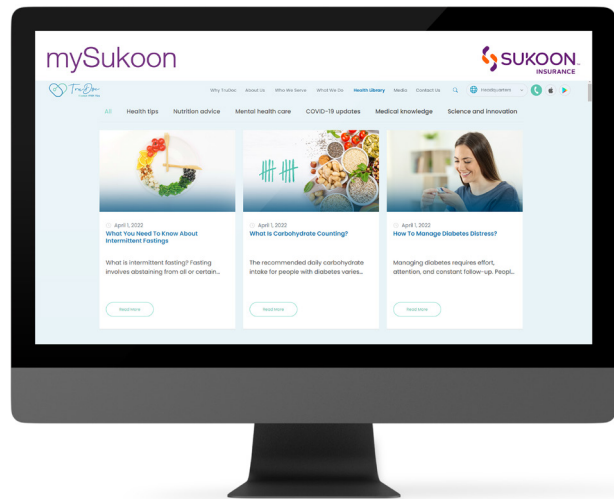 mySukoon
SUKOON
INSURANCE
Tru Doc
Why TruDoc About Us Who We Serve What We Do Health Library Media Contact Us Headquarters
All Health tips Nutrition advice Mental health care COVID-19 updates Medical knowledge Science and Innovation
April 1, 2022
What You Need To Know About
Intermittent Fastings
What is intermittent fasting? Fasting
involves abstaining from all or certain...
Read More
April 1, 2022
What Is Carbohydrate Counting?
The recommended daily carbohydrate
intake for people with diabetes varies...
Read More
April 1, 2022
How To Manage Diabetes Distress?
Managing diabetes requires effort,
attention, and constant follow-up. Peopl...
Read More